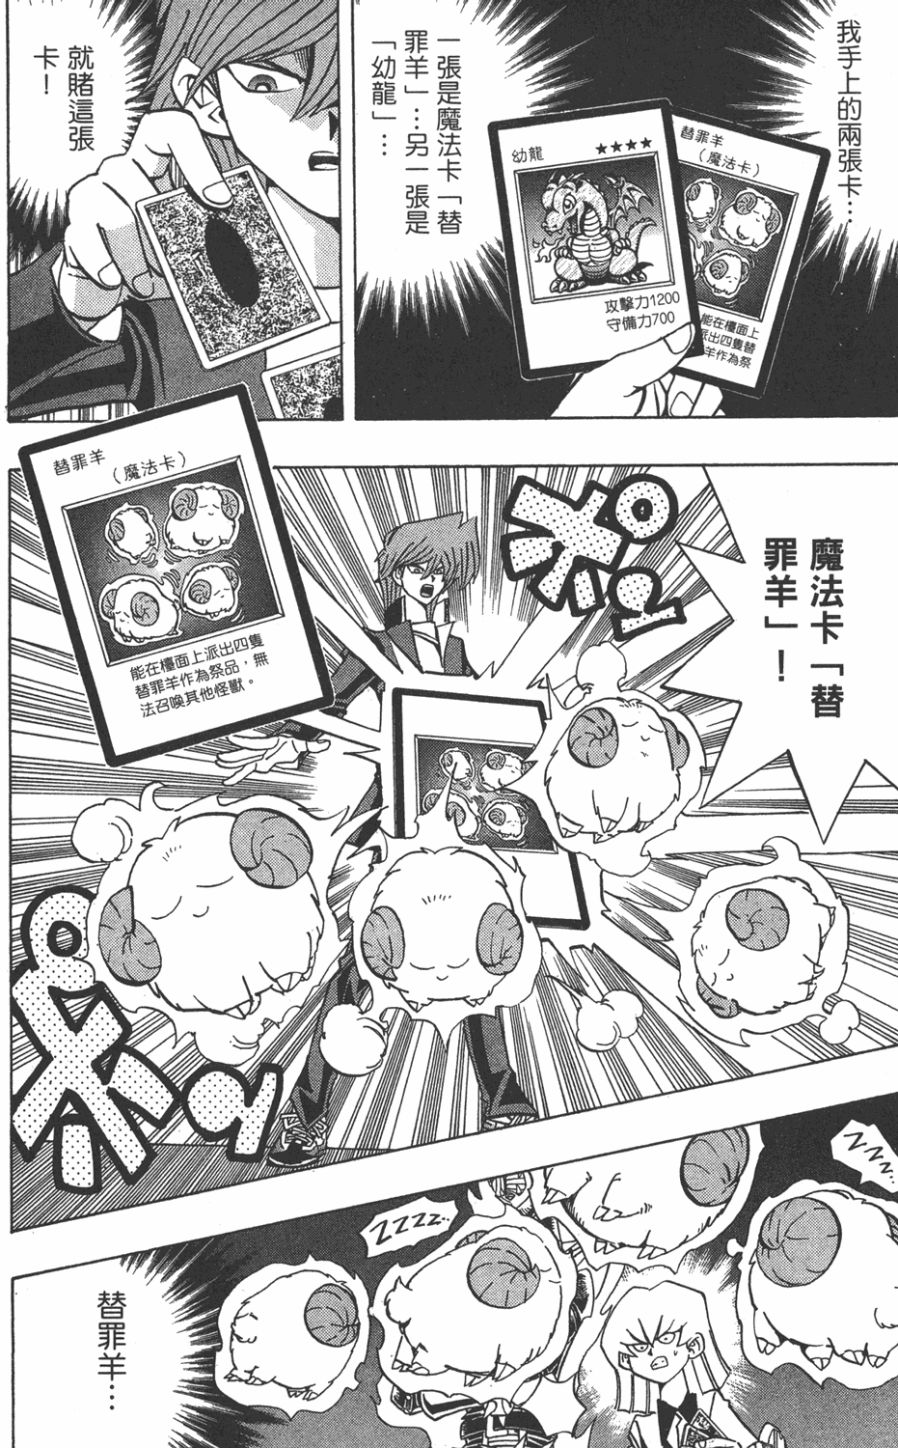 我手上的兩張卡…
一張是魔法卡「替
罪羊」…另一張是
「幼龍」…
幼龍
★★★★
攻擊力1200
守備力700
替罪羊
（魔法卡）
能在檯面上
派出四隻替
羊作為祭
就賭這張
卡！
魔法卡「替
罪羊」！
替罪羊
（魔法卡）
能在檯面上派出四隻
替罪羊作為祭品，無
法召喚其他怪獸。
ポン
ポッ
ZZZ…
ZZZZ…
替罪羊…